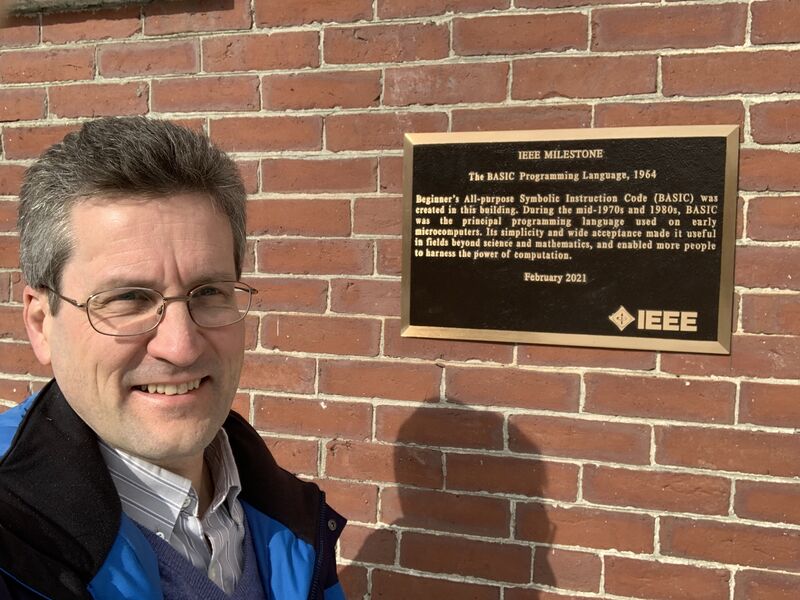 IEEE MILESTONE
The BASIC Programming Language, 1964
Beginner's All-purpose Symbolic Instruction Code (BASIC) was
created in this building. During the mid-1970s and 1980s, BASIC
was the principal programming language used on early
microcomputers. Its simplicity and wide acceptance made it useful
in fields beyond science and mathematics, and enabled more people
to harness the power of computation.
February 2021
IEEE